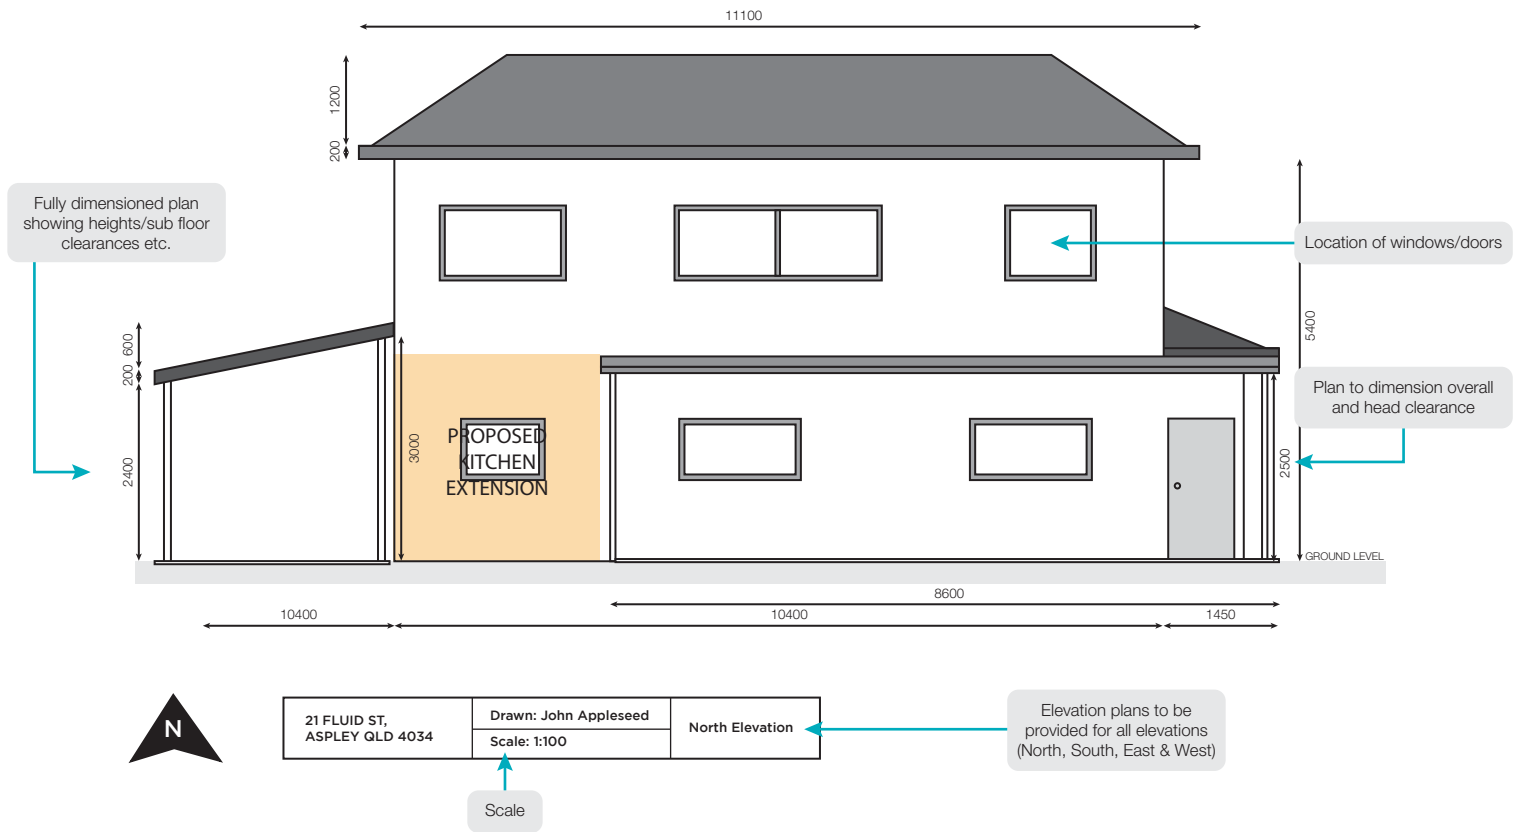 11100
1200
200
Fully dimensioned plan
showing heights/sub floor
clearances etc.
Location of windows/doors
5400
600
200
2400
3000
PROPOSED
KITCHEN
EXTENSION
Plan to dimension overall
and head clearance
2500
GROUND LEVEL
8600
10400
10400
1450
N
21 FLUID ST,
ASPLEY QLD 4034
Drawn: John Appleseed
Scale: 1:100
North Elevation
Elevation plans to be
provided for all elevations
(North, South, East & West)
Scale